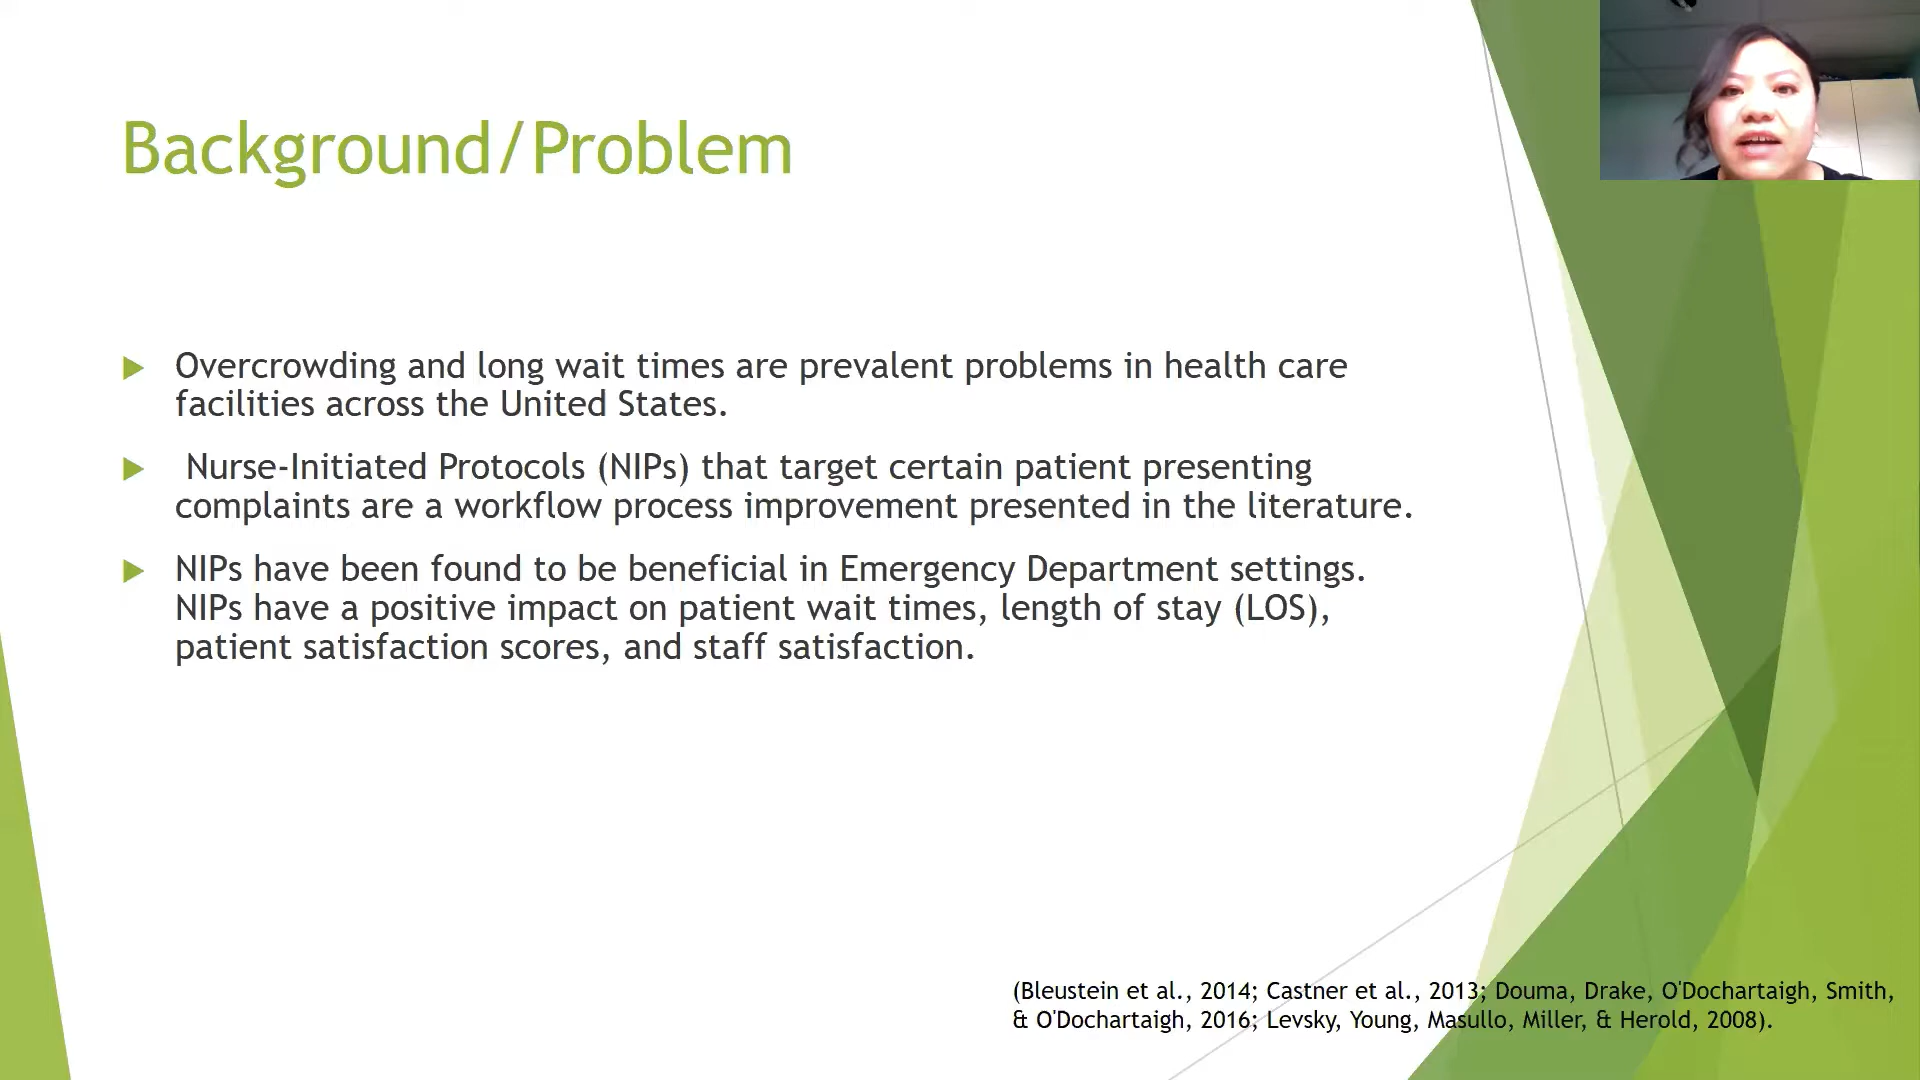 Background/Problem
Overcrowding and long wait times are prevalent problems in health care
facilities across the United States.
Nurse-Initiated Protocols (NIPs) that target certain patient presenting
complaints are a workflow process improvement presented in the literature.
NIPs have been found to be beneficial in Emergency Department settings.
NIPs have a positive impact on patient wait times, length of stay (LOS),
patient satisfaction scores, and staff satisfaction.
(Bleustein et al., 2014; Castner et al., 2013; Douma, Drake, O'Dochartaigh, Smith,
& O'Dochartaigh, 2016; Levsky, Young, Masullo, Miller, & Herold, 2008).